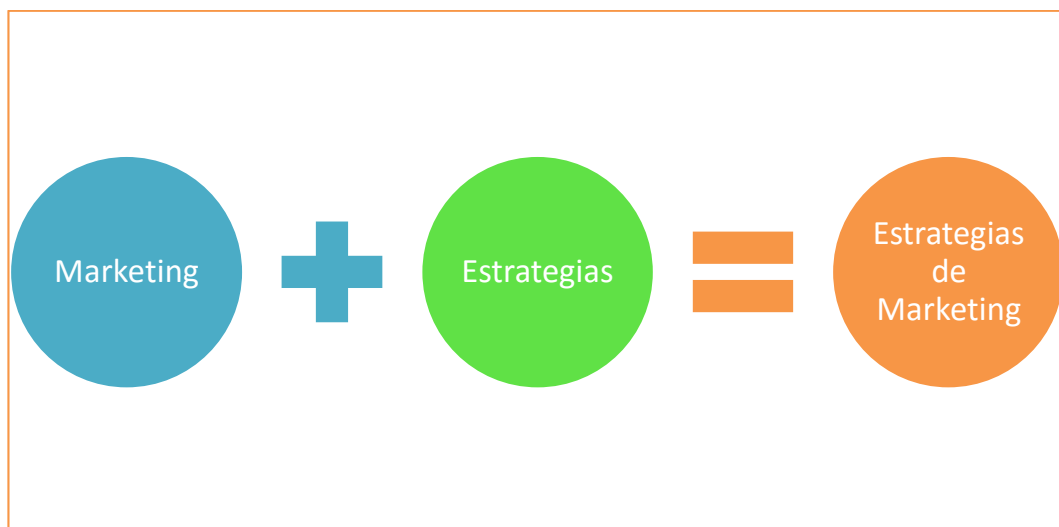 Marketing
Estrategias
Estrategias
de
Marketing